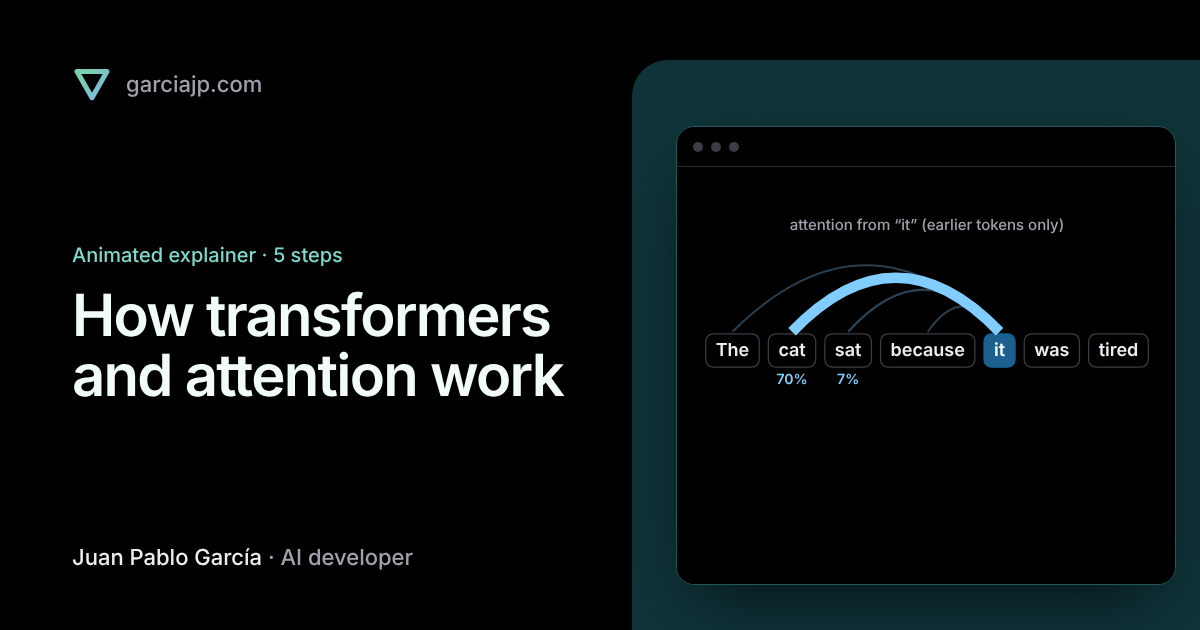 garciajp.com
Animated explainer · 5 steps
How transformers
and attention work
Juan Pablo García · AI developer
attention from “it” (earlier tokens only)
The cat sat because it was tired
70% 7%